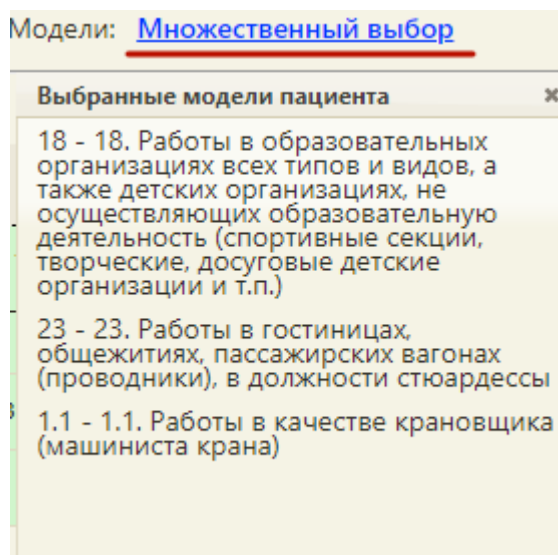 Модели: Множественный выбор
Выбранные модели пациента
18 - 18. Работы в образовательных
организациях всех типов и видов, а
также детских организациях, не
осуществляющих образовательную
деятельность (спортивные секции,
творческие, досуговые детские
организации и т.п.)
23 - 23. Работы в гостиницах,
общежитиях, пассажирских вагонах
(проводники), в должности стюардессы
1.1 - 1.1. Работы в качестве крановщика
(машиниста крана)